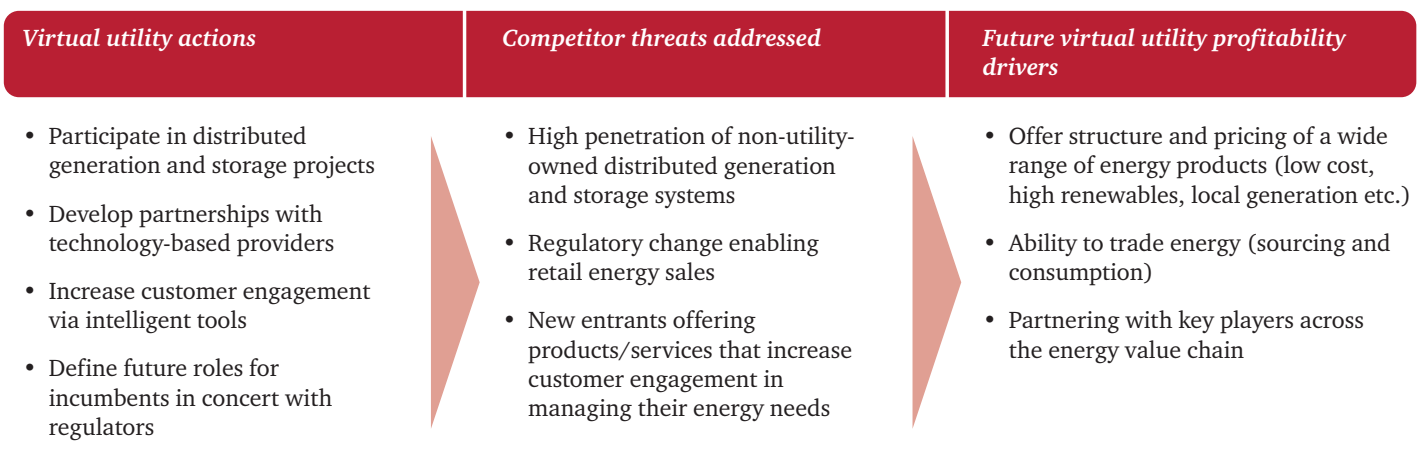 Virtual utility actions
Competitor threats addressed
Future virtual utility profitability
drivers
• Participate in distributed
generation and storage projects
• Develop partnerships with
technology-based providers
• Increase customer engagement
via intelligent tools
• Define future roles for
incumbents in concert with
regulators
• High penetration of non-utility-
owned distributed generation
and storage systems
• Regulatory change enabling
retail energy sales
• New entrants offering
products/services that increase
customer engagement in
managing their energy needs
• Offer structure and pricing of a wide
range of energy products (low cost,
high renewables, local generation etc.)
• Ability to trade energy (sourcing and
consumption)
• Partnering with key players across
the energy value chain